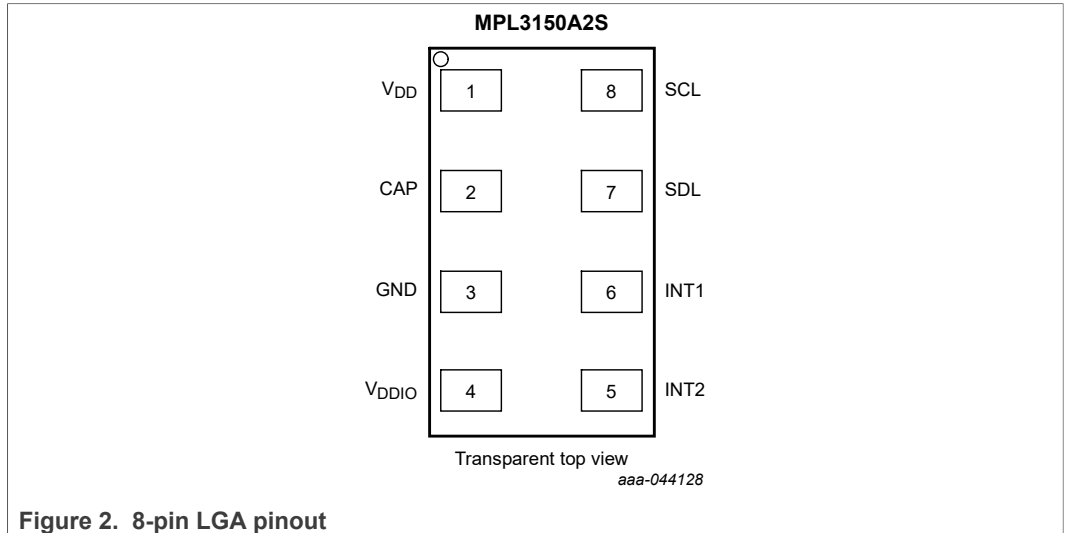 MPL3150A2S
VDD 1 8 SCL
CAP 2 7 SDL
GND 3 6 INT1
VDDIO 4 5 INT2
Transparent top view
aaa-044128
Figure 2. 8-pin LGA pinout